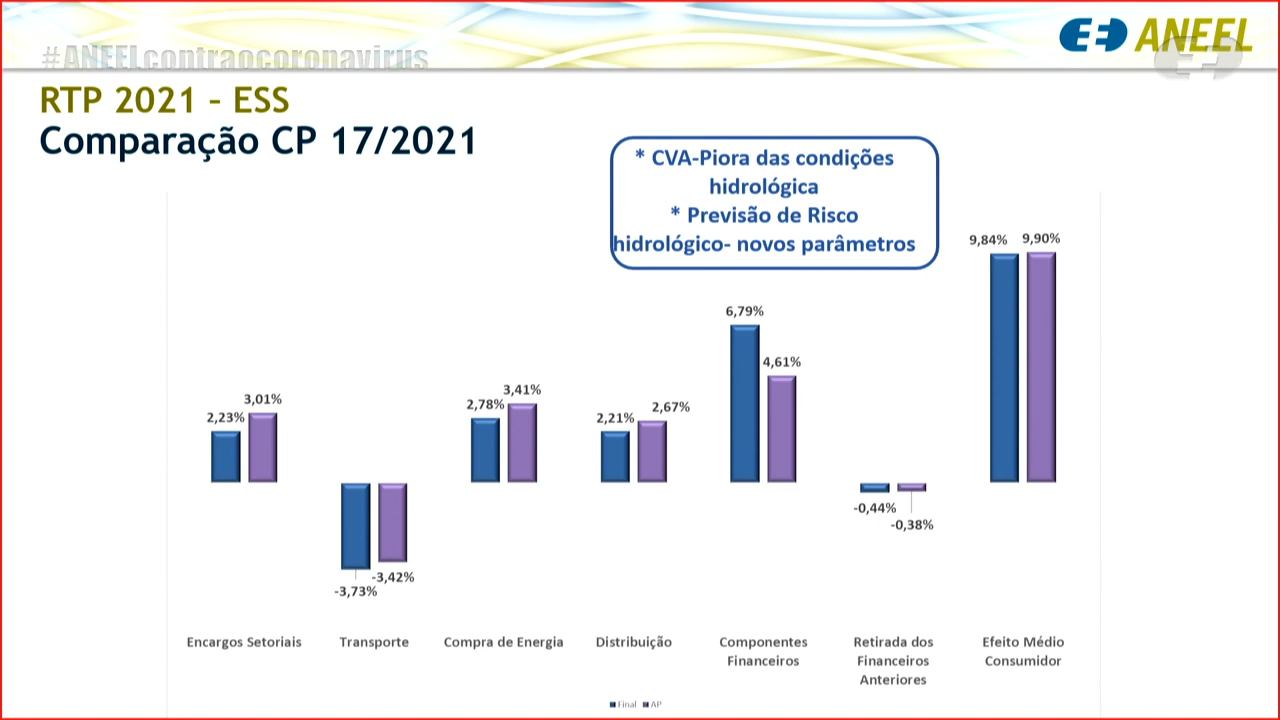 #ANEELcontraocoronavirus
ANEEL
RTP 2021 - ESS
Comparação CP 17/2021
* CVA-Piora das condições
hidrológica
* Previsão de Risco
hidrológico- novos parâmetros
2,23%
3,01%
-3,73%
-3,42%
2,78%
3,41%
2,21%
2,67%
6,79%
4,61%
-0,44%
-0,38%
9,84%
9,90%
Encargos Setoriais
Transporte
Compra de Energia
Distribuição
Componentes
Financeiros
Retirada dos
Financeiros
Anteriores
Efeito Médio
Consumidor
Final AP